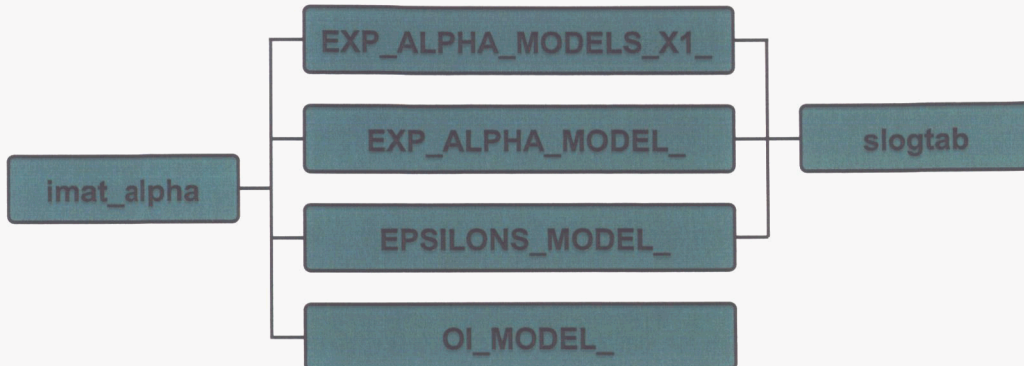 EXP_ALPHA_MODELS_X1_
EXP_ALPHA_MODEL_
slogtab
imat_alpha
EPSILONS_MODEL_
OI_MODEL_